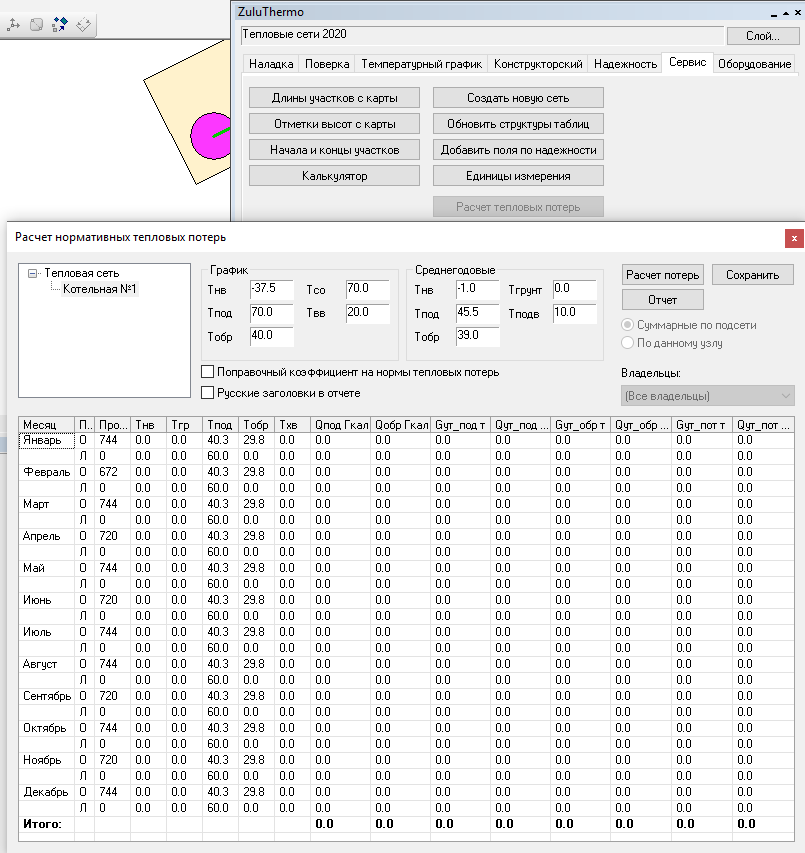 ZuluThermo
Тепловые сети 2020 Слой...
Наладка Поверка Температурный график Конструкторский Надежность Сервис Оборудование
Длины участков с карты Создать новую сеть
Отметки высот с карты Обновить структуры таблиц
Начала и концы участков Добавить поля по надежности
Калькулятор Единицы измерения
Расчет тепловых потерь
Расчет нормативных тепловых потерь
Тепловая сеть
Котельная №1
График
Тнв -37.5 Тсо 70.0
Тпод 70.0 Твв 20.0
Тобр 40.0
Среднегодовые
Тнв -1.0 Тгрунт 0.0
Тпод 45.5 Тподв 10.0
Тобр 39.0
Расчет потерь Сохранить
Отчет
Суммарные по подсети
По данному узлу
Поправочный коэффициент на нормы тепловых потерь
Русские заголовки в отчете
Владельцы:
(Все владельцы)
Месяц П.. Про... Тнв Тгр Тпод Тобр Тхв Qпод Гкал Qобр Гкал Gут_под т Qут_под ... Gут_обр т Qут_обр ... Gут_пот т Qут_пот ...
Январь О 744 0.0 0.0 40.3 29.8 0.0 0.0 0.0 0.0 0.0 0.0 0.0 0.0 0.0
Л 0 0.0 0.0 60.0 0.0 0.0 0.0 0.0 0.0 0.0 0.0 0.0 0.0 0.0
Февраль О 672 0.0 0.0 40.3 29.8 0.0 0.0 0.0 0.0 0.0 0.0 0.0 0.0 0.0
Л 0 0.0 0.0 60.0 0.0 0.0 0.0 0.0 0.0 0.0 0.0 0.0 0.0 0.0
Март О 744 0.0 0.0 40.3 29.8 0.0 0.0 0.0 0.0 0.0 0.0 0.0 0.0 0.0
Л 0 0.0 0.0 60.0 0.0 0.0 0.0 0.0 0.0 0.0 0.0 0.0 0.0 0.0
Апрель О 720 0.0 0.0 40.3 29.8 0.0 0.0 0.0 0.0 0.0 0.0 0.0 0.0 0.0
Л 0 0.0 0.0 60.0 0.0 0.0 0.0 0.0 0.0 0.0 0.0 0.0 0.0 0.0
Май О 744 0.0 0.0 40.3 29.8 0.0 0.0 0.0 0.0 0.0 0.0 0.0 0.0 0.0
Л 0 0.0 0.0 60.0 0.0 0.0 0.0 0.0 0.0 0.0 0.0 0.0 0.0 0.0
Июнь О 720 0.0 0.0 40.3 29.8 0.0 0.0 0.0 0.0 0.0 0.0 0.0 0.0 0.0
Л 0 0.0 0.0 60.0 0.0 0.0 0.0 0.0 0.0 0.0 0.0 0.0 0.0 0.0
Июль О 744 0.0 0.0 40.3 29.8 0.0 0.0 0.0 0.0 0.0 0.0 0.0 0.0 0.0
Л 0 0.0 0.0 60.0 0.0 0.0 0.0 0.0 0.0 0.0 0.0 0.0 0.0 0.0
Август О 744 0.0 0.0 40.3 29.8 0.0 0.0 0.0 0.0 0.0 0.0 0.0 0.0 0.0
Л 0 0.0 0.0 60.0 0.0 0.0 0.0 0.0 0.0 0.0 0.0 0.0 0.0 0.0
Сентябрь О 720 0.0 0.0 40.3 29.8 0.0 0.0 0.0 0.0 0.0 0.0 0.0 0.0 0.0
Л 0 0.0 0.0 60.0 0.0 0.0 0.0 0.0 0.0 0.0 0.0 0.0 0.0 0.0
Октябрь О 744 0.0 0.0 40.3 29.8 0.0 0.0 0.0 0.0 0.0 0.0 0.0 0.0 0.0
Л 0 0.0 0.0 60.0 0.0 0.0 0.0 0.0 0.0 0.0 0.0 0.0 0.0 0.0
Ноябрь О 720 0.0 0.0 40.3 29.8 0.0 0.0 0.0 0.0 0.0 0.0 0.0 0.0 0.0
Л 0 0.0 0.0 60.0 0.0 0.0 0.0 0.0 0.0 0.0 0.0 0.0 0.0 0.0
Декабрь О 744 0.0 0.0 40.3 29.8 0.0 0.0 0.0 0.0 0.0 0.0 0.0 0.0 0.0
Л 0 0.0 0.0 60.0 0.0 0.0 0.0 0.0 0.0 0.0 0.0 0.0 0.0 0.0
Итого: 0.0 0.0 0.0 0.0 0.0 0.0 0.0 0.0